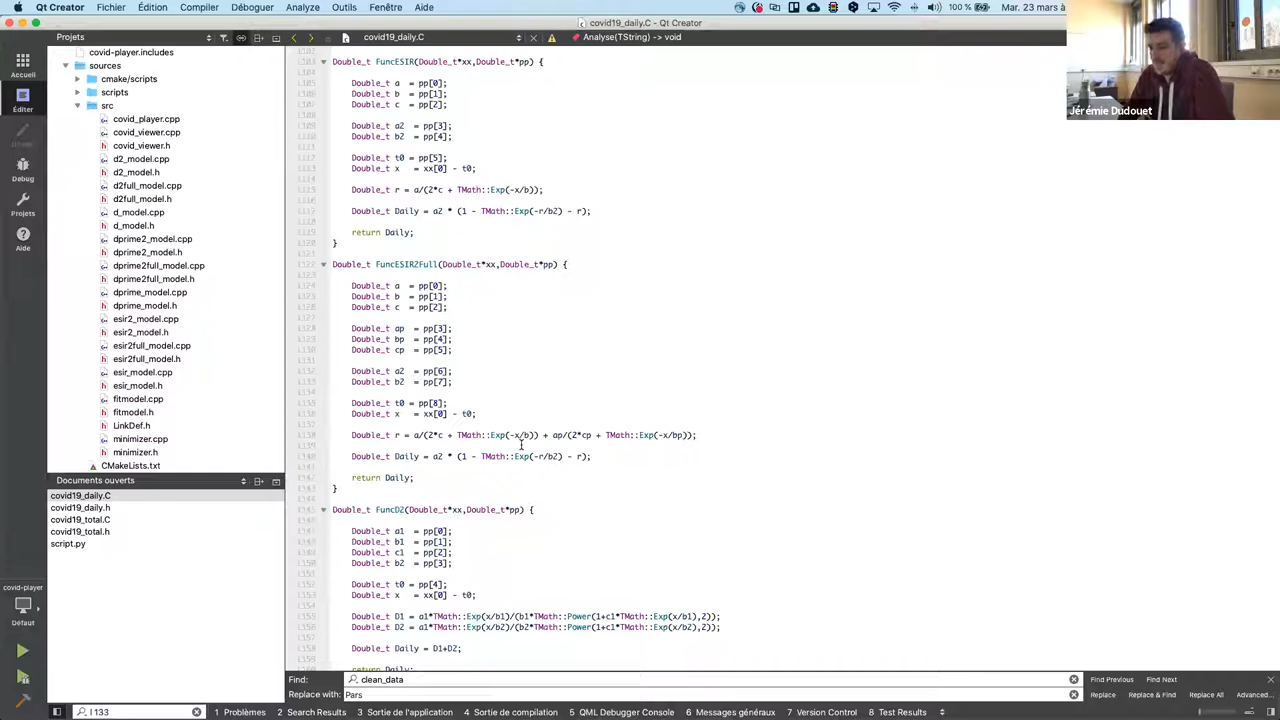 Qt Creator Fichier Édition Compiler Déboguer Analyze Outils Fenêtre Aide 100 % Mar. 23 mars à
covid19_daily.C - Qt Creator
Projets covid19_daily.C Analyse(TString) -> void
Accueil
Éditer
Debug
Projets
Aide
covid-player
Défaut
covid-player.includes
sources
cmake/scripts
scripts
src
covid_player.cpp
covid_viewer.cpp
covid_viewer.h
d2_model.cpp
d2_model.h
d2full_model.cpp
d2full_model.h
d_model.cpp
d_model.h
dprime2_model.cpp
dprime2_model.h
dprime2full_model.cpp
dprime2full_model.h
dprime_model.cpp
dprime_model.h
esir2_model.cpp
esir2_model.h
esir2full_model.cpp
esir2full_model.h
esir_model.cpp
esir_model.h
fitmodel.cpp
fitmodel.h
LinkDef.h
minimizer.cpp
minimizer.h
CMakeLists.txt
Documents ouverts
covid19_daily.C
covid19_daily.h
covid19_total.C
covid19_total.h
script.py
Double_t FuncESIR(Double_t*xx,Double_t*pp) {
Double_t a = pp[0];
Double_t b = pp[1];
Double_t c = pp[2];
Double_t a2 = pp[3];
Double_t b2 = pp[4];
Double_t t0 = pp[5];
Double_t x = xx[0] - t0;
Double_t r = a/(2*c + TMath::Exp(-x/b));
Double_t Daily = a2 * (1 - TMath::Exp(-r/b2) - r);
return Daily;
}
Double_t FuncESIR2Full(Double_t*xx,Double_t*pp) {
Double_t a = pp[0];
Double_t b = pp[1];
Double_t c = pp[2];
Double_t ap = pp[3];
Double_t bp = pp[4];
Double_t cp = pp[5];
Double_t a2 = pp[6];
Double_t b2 = pp[7];
Double_t t0 = pp[8];
Double_t x = xx[0] - t0;
Double_t r = a/(2*c + TMath::Exp(-x/b)) + ap/(2*cp + TMath::Exp(-x/bp));
Double_t Daily = a2 * (1 - TMath::Exp(-r/b2) - r);
return Daily;
}
Double_t FuncD2(Double_t*xx,Double_t*pp) {
Double_t a1 = pp[0];
Double_t b1 = pp[1];
Double_t c1 = pp[2];
Double_t b2 = pp[3];
Double_t t0 = pp[4];
Double_t x = xx[0] - t0;
Double_t D1 = a1*TMath::Exp(x/b1)/(b1*TMath::Power(1+c1*TMath::Exp(x/b1),2));
Double_t D2 = a1*TMath::Exp(x/b2)/(b2*TMath::Power(1+c1*TMath::Exp(x/b2),2));
Double_t Daily = D1+D2;
return Daily;
Jérémie Dudouet
Find: clean_data Find Previous Find Next
Replace with: Pars Replace Replace & Find Replace All Advanced...
l 133 1 Problèmes 2 Search Results 3 Sortie de l'application 4 Sortie de compilation 5 QML Debugger Console 6 Messages généraux 7 Version Control 8 Test Results